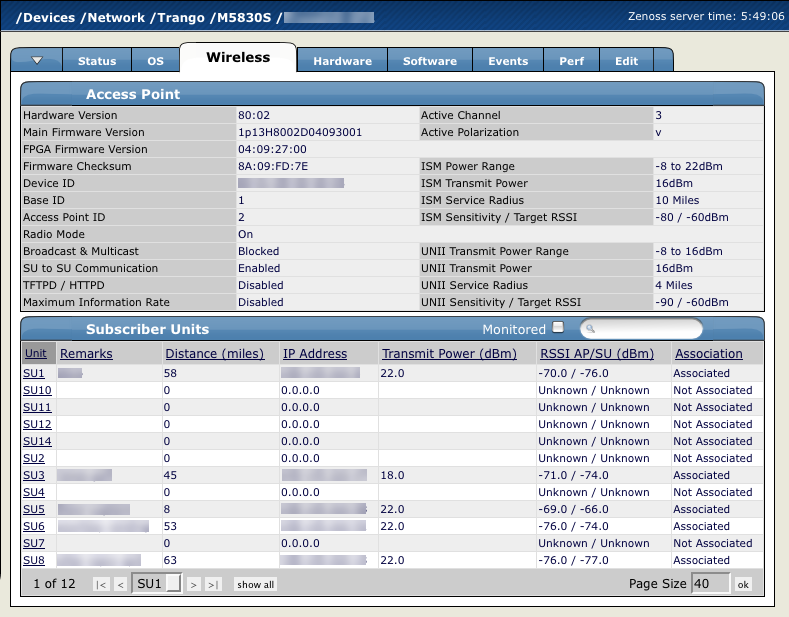 /Devices /Network /Trango /M5830S / Zenoss server time: 5:49:06
Status OS Wireless Hardware Software Events Perf Edit
Access Point
Hardware Version 80:02 Active Channel 3
Main Firmware Version 1p13H8002D04093001 Active Polarization v
FPGA Firmware Version 04:09:27:00
Firmware Checksum 8A:09:FD:7E ISM Power Range -8 to 22dBm
Device ID ISM Transmit Power 16dBm
Base ID 1 ISM Service Radius 10 Miles
Access Point ID 2 ISM Sensitivity / Target RSSI -80 / -60dBm
Radio Mode On
Broadcast & Multicast Blocked UNII Transmit Power Range -8 to 16dBm
SU to SU Communication Enabled UNII Transmit Power 16dBm
TFTPD / HTTPD Disabled UNII Service Radius 4 Miles
Maximum Information Rate Disabled UNII Sensitivity / Target RSSI -90 / -60dBm
Subscriber Units Monitored
Unit Remarks Distance (miles) IP Address Transmit Power (dBm) RSSI AP/SU (dBm) Association
SU1 58 22.0 -70.0 / -76.0 Associated
SU10 0 0.0.0.0 Unknown / Unknown Not Associated
SU11 0 0.0.0.0 Unknown / Unknown Not Associated
SU12 0 0.0.0.0 Unknown / Unknown Not Associated
SU14 0 0.0.0.0 Unknown / Unknown Not Associated
SU2 0 0.0.0.0 Unknown / Unknown Not Associated
SU3 45 18.0 -71.0 / -74.0 Associated
SU4 0 0.0.0.0 Unknown / Unknown Not Associated
SU5 8 22.0 -69.0 / -66.0 Associated
SU6 53 22.0 -76.0 / -74.0 Associated
SU7 0 0.0.0.0 Unknown / Unknown Not Associated
SU8 63 22.0 -76.0 / -77.0 Associated
1 of 12 |< < SU1 > >| show all Page Size 40 ok